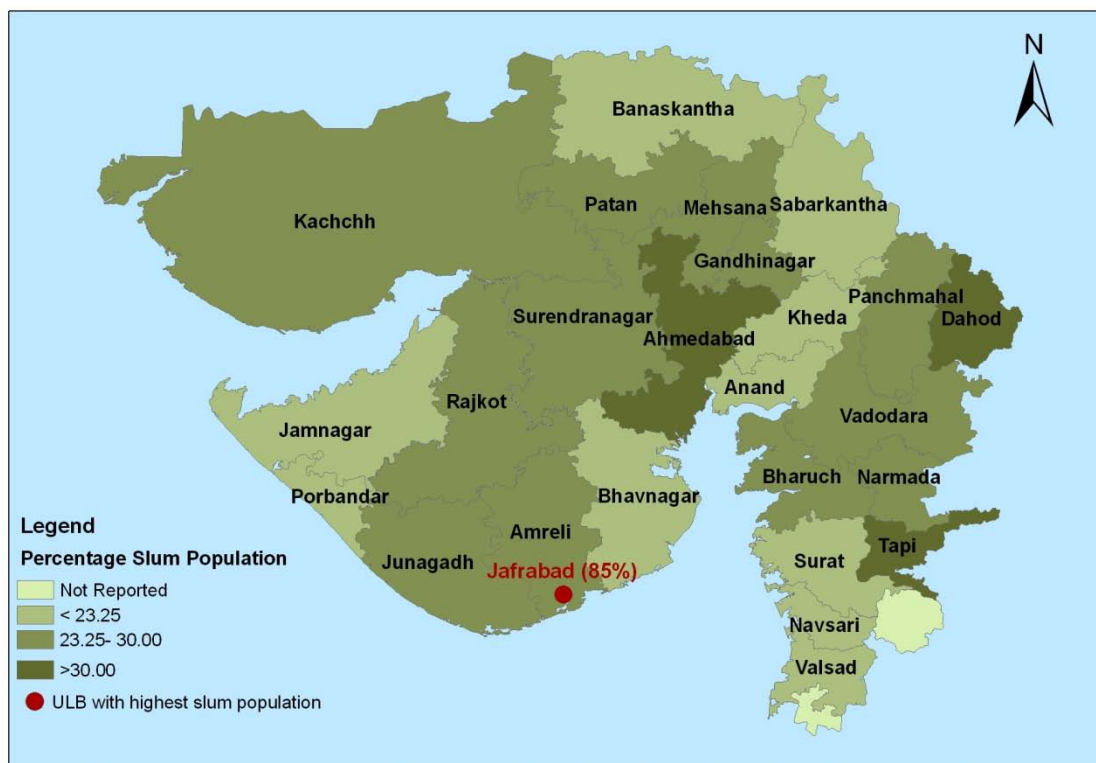 N
Banaskantha
Patan
Mehsana
Sabarkantha
Kachchh
Gandhinagar
Panchmahal
Surendranagar
Kheda
Dahod
Ahmedabad
Anand
Rajkot
Vadodara
Jamnagar
Bharuch
Narmada
Porbandar
Bhavnagar
Amreli
Tapi
Junagadh
Surat
Jafrabad (85%)
Navsari
Valsad
Legend
Percentage Slum Population
Not Reported
< 23.25
23.25- 30.00
>30.00
ULB with highest slum population